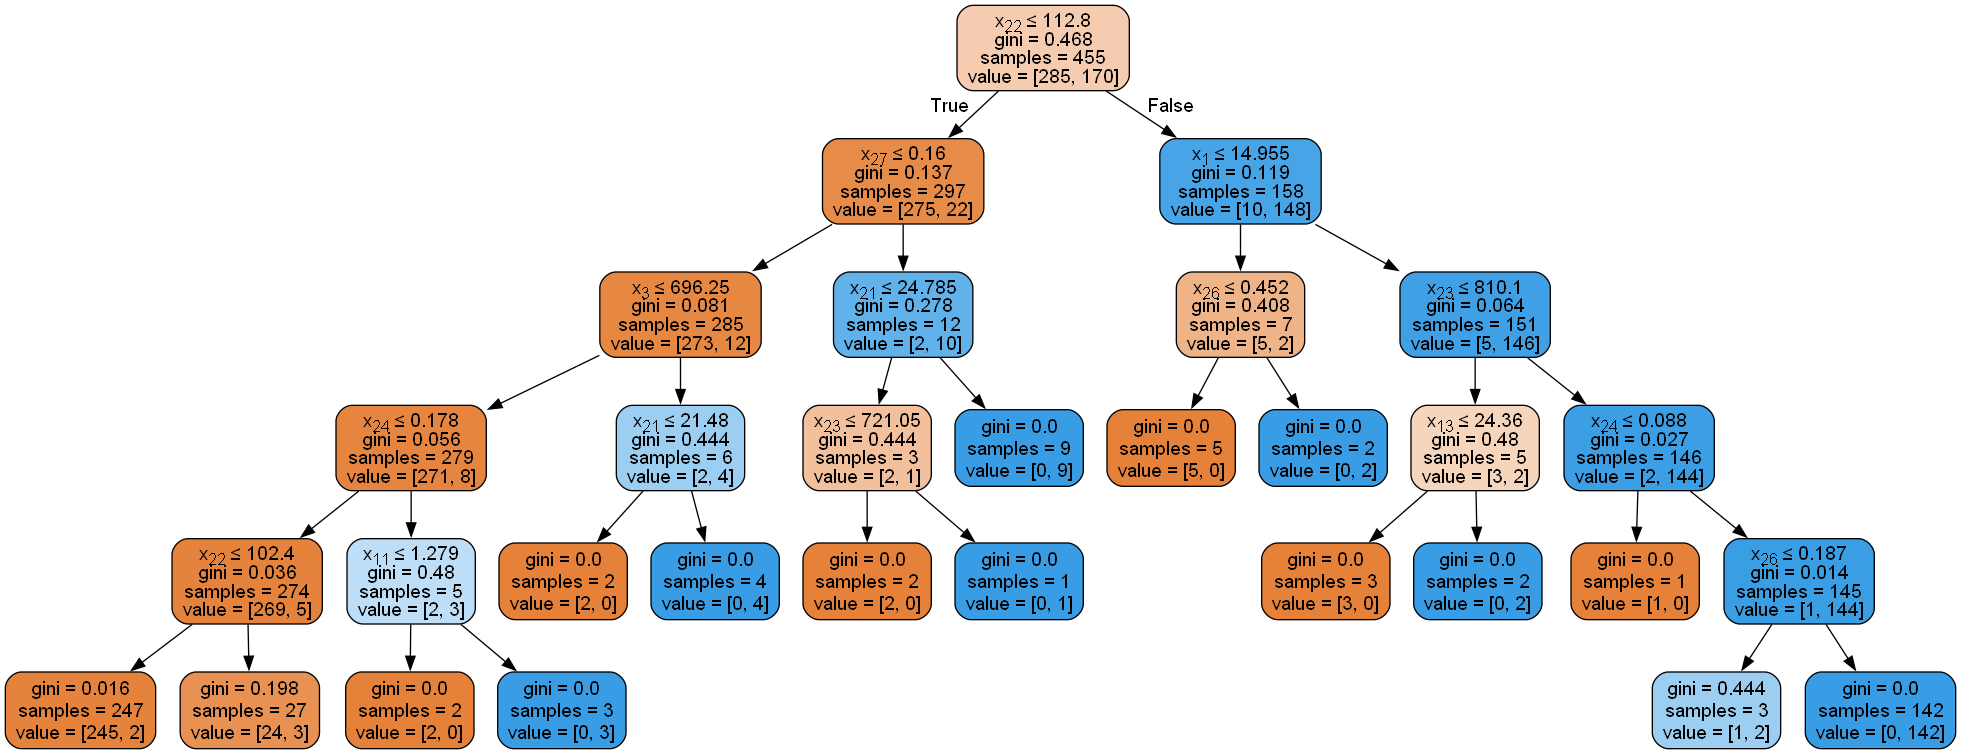 x₂₂ ≤ 112.8
gini = 0.468
samples = 455
value = [285, 170]
True
False
x₂₇ ≤ 0.16
gini = 0.137
samples = 297
value = [275, 22]
x₁ ≤ 14.955
gini = 0.119
samples = 158
value = [10, 148]
x₃ ≤ 696.25
gini = 0.081
samples = 285
value = [273, 12]
x₂₁ ≤ 24.785
gini = 0.278
samples = 12
value = [2, 10]
x₂₆ ≤ 0.452
gini = 0.408
samples = 7
value = [5, 2]
x₂₃ ≤ 810.1
gini = 0.064
samples = 151
value = [5, 146]
x₂₄ ≤ 0.178
gini = 0.056
samples = 279
value = [271, 8]
x₂₁ ≤ 21.48
gini = 0.444
samples = 6
value = [2, 4]
x₂₃ ≤ 721.05
gini = 0.444
samples = 3
value = [2, 1]
gini = 0.0
samples = 9
value = [0, 9]
gini = 0.0
samples = 5
value = [5, 0]
gini = 0.0
samples = 2
value = [0, 2]
x₁₃ ≤ 24.36
gini = 0.48
samples = 5
value = [3, 2]
x₂₄ ≤ 0.088
gini = 0.027
samples = 146
value = [2, 144]
x₂₂ ≤ 102.4
gini = 0.036
samples = 274
value = [269, 5]
x₁₁ ≤ 1.279
gini = 0.48
samples = 5
value = [2, 3]
gini = 0.0
samples = 2
value = [2, 0]
gini = 0.0
samples = 4
value = [0, 4]
gini = 0.0
samples = 2
value = [2, 0]
gini = 0.0
samples = 1
value = [0, 1]
gini = 0.0
samples = 3
value = [3, 0]
gini = 0.0
samples = 2
value = [0, 2]
gini = 0.0
samples = 1
value = [1, 0]
x₂₆ ≤ 0.187
gini = 0.014
samples = 145
value = [1, 144]
gini = 0.016
samples = 247
value = [245, 2]
gini = 0.198
samples = 27
value = [24, 3]
gini = 0.0
samples = 2
value = [2, 0]
gini = 0.0
samples = 3
value = [0, 3]
gini = 0.444
samples = 3
value = [1, 2]
gini = 0.0
samples = 142
value = [0, 142]